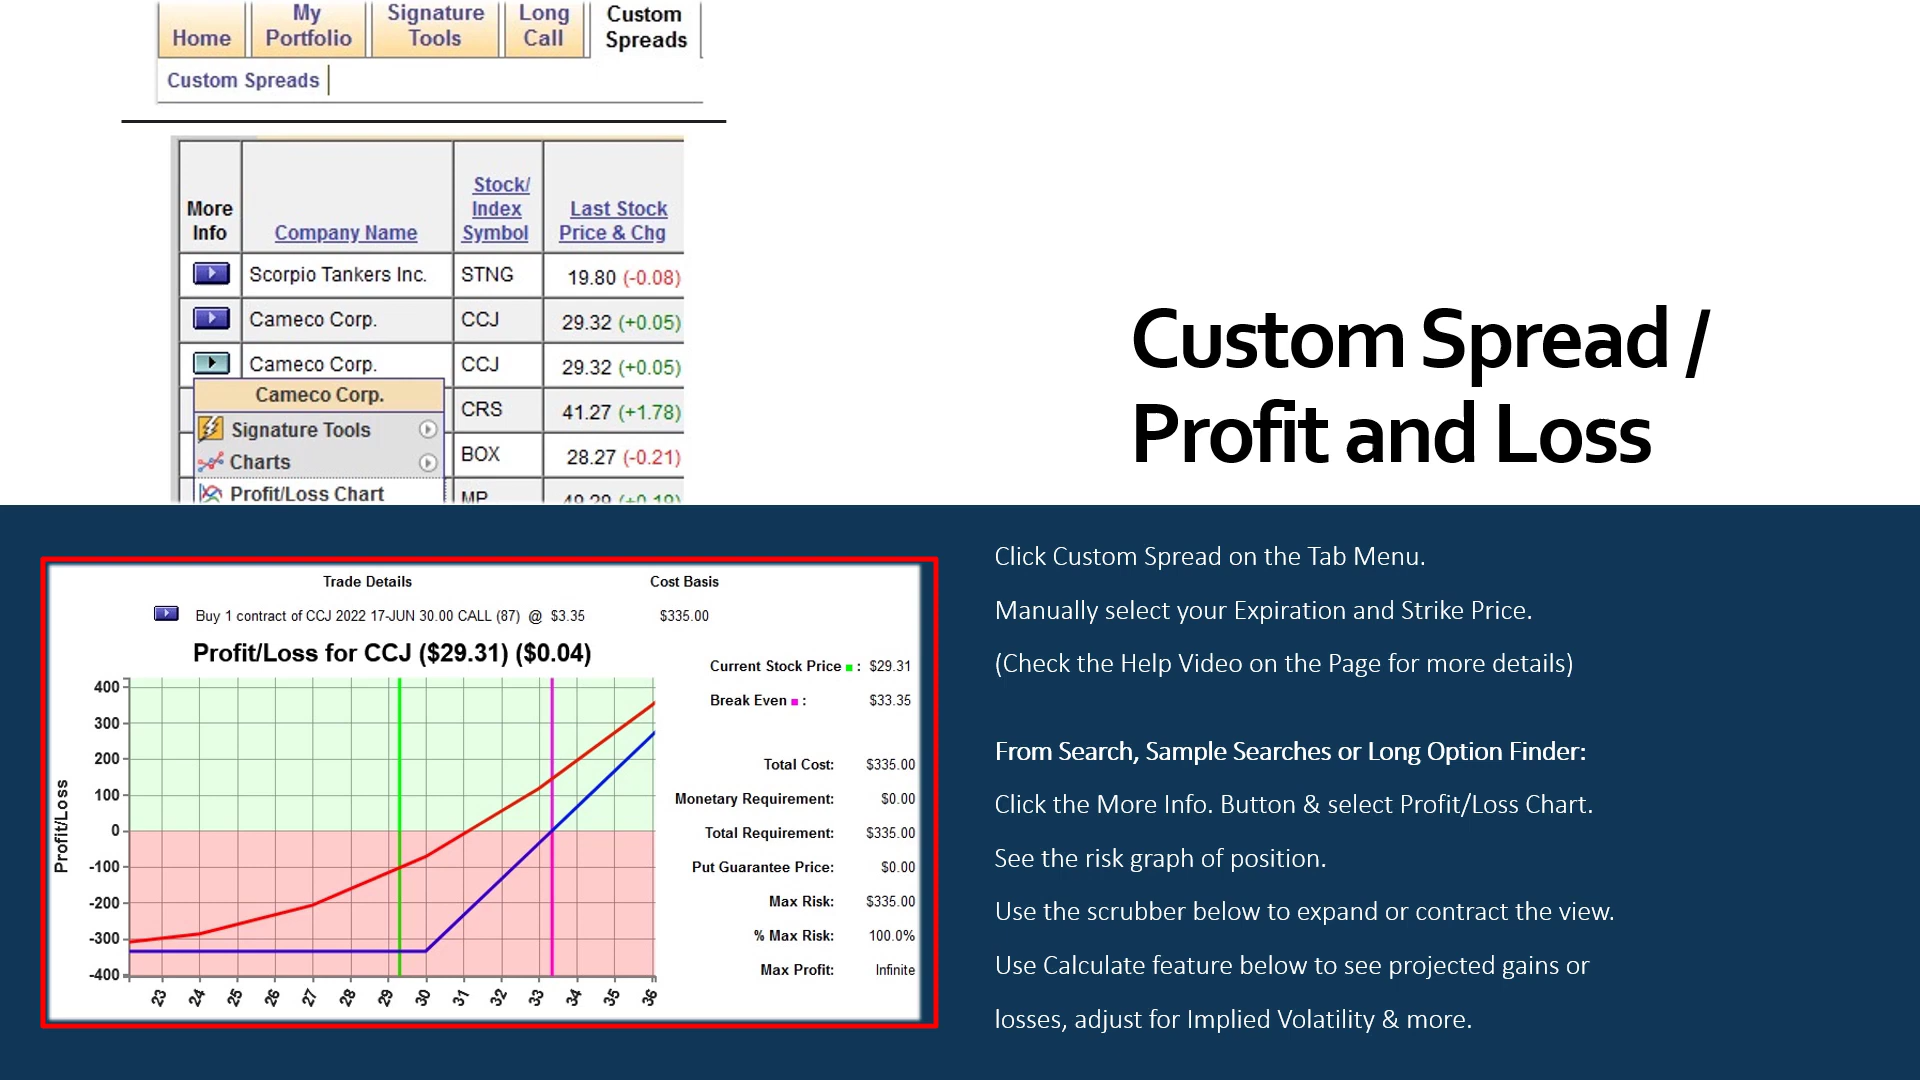 Home
My Portfolio
Signature Tools
Long Call
Custom Spreads
Custom Spreads
More Info
Company Name
Stock/ Index Symbol
Last Stock Price & Chg
Scorpio Tankers Inc. STNG 19.80 (-0.08)
Cameco Corp. CCJ 29.32 (+0.05)
Cameco Corp. CCJ 29.32 (+0.05)
Cameco Corp.
CRS 41.27 (+1.78)
Signature Tools
BOX 28.27 (-0.21)
Charts
Profit/Loss Chart
Custom Spread /
Profit and Loss
Trade Details Cost Basis
Buy 1 contract of CCJ 2022 17-JUN 30.00 CALL (87) @ $3.35 $335.00
Profit/Loss for CCJ ($29.31) ($0.04)
Profit/Loss
400
300
200
100
0
-100
-200
-300
-400
23 24 25 26 27 28 29 30 31 32 33 34 35 36
Current Stock Price : $29.31
Break Even : $33.35
Total Cost: $335.00
Monetary Requirement: $0.00
Total Requirement: $335.00
Put Guarantee Price: $0.00
Max Risk: $335.00
% Max Risk: 100.0%
Max Profit: Infinite
Click Custom Spread on the Tab Menu.
Manually select your Expiration and Strike Price.
(Check the Help Video on the Page for more details)
From Search, Sample Searches or Long Option Finder:
Click the More Info. Button & select Profit/Loss Chart.
See the risk graph of position.
Use the scrubber below to expand or contract the view.
Use Calculate feature below to see projected gains or
losses, adjust for Implied Volatility & more.